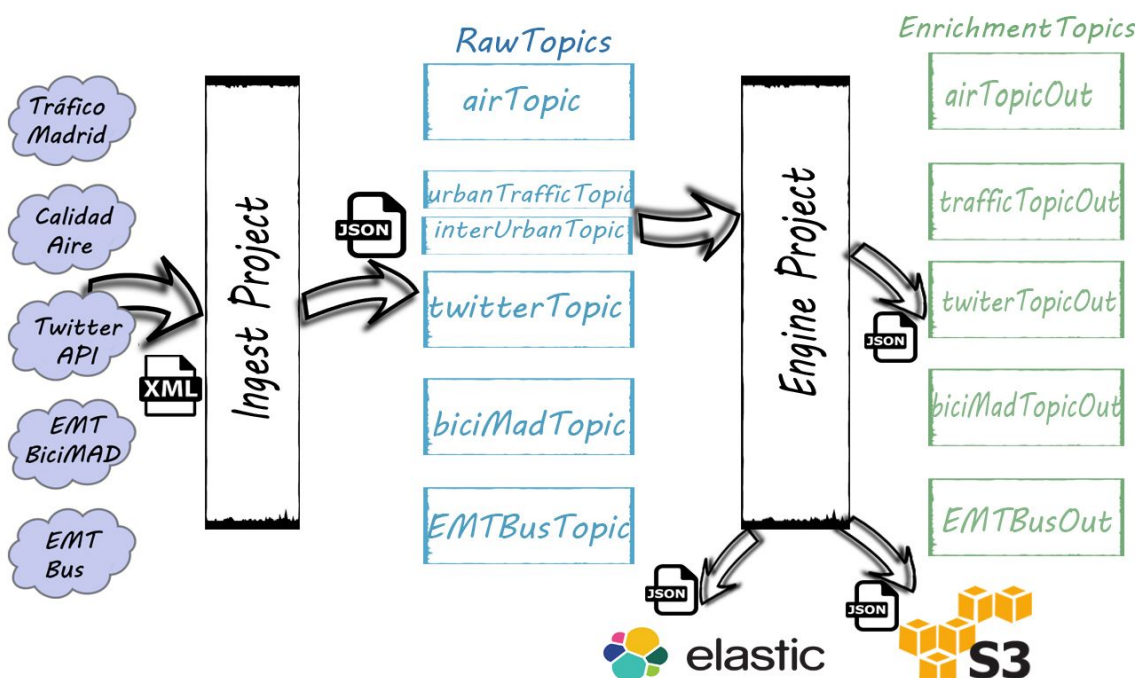 Tráfico
Madrid
Calidad
Aire
Twitter
API
EMT
BiciMAD
EMT
Bus
XML
Ingest Project
JSON
RawTopics
airTopic
urbanTrafficTopic
interUrbanTopic
twitterTopic
biciMadTopic
EMTBusTopic
Engine Project
JSON
EnrichmentTopics
airTopicOut
trafficTopicOut
twiterTopicOut
biciMadTopicOut
EMTBusOut
JSON
elastic
JSON
S3